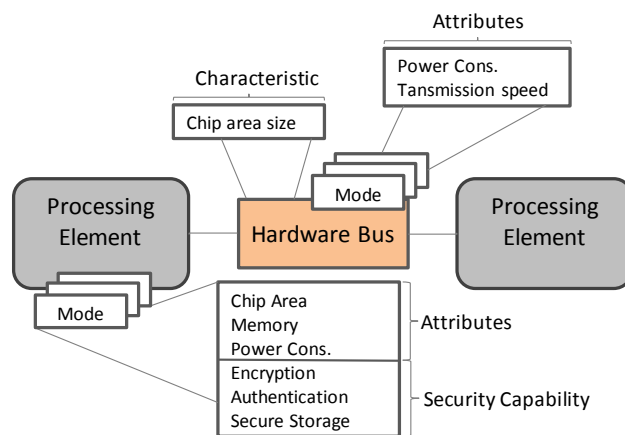 Attributes
Power Cons.
Tansmission speed
Characteristic
Chip area size
Mode
Processing
Element
Hardware Bus
Processing
Element
Mode
Chip Area
Memory
Power Cons.
Attributes
Encryption
Authentication
Secure Storage
Security Capability